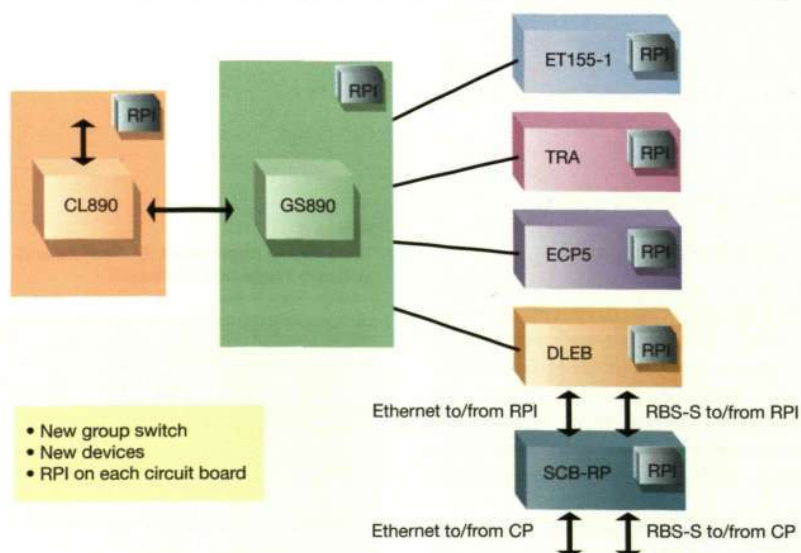 RPI
CL890
RPI
GS890
ET155-1
RPI
TRA
RPI
ECP5
RPI
DLEB
RPI
Ethernet to/from RPI
RBS-S to/from RPI
SCB-RP
RPI
Ethernet to/from CP
RBS-S to/from CP
• New group switch
• New devices
• RPI on each circuit board